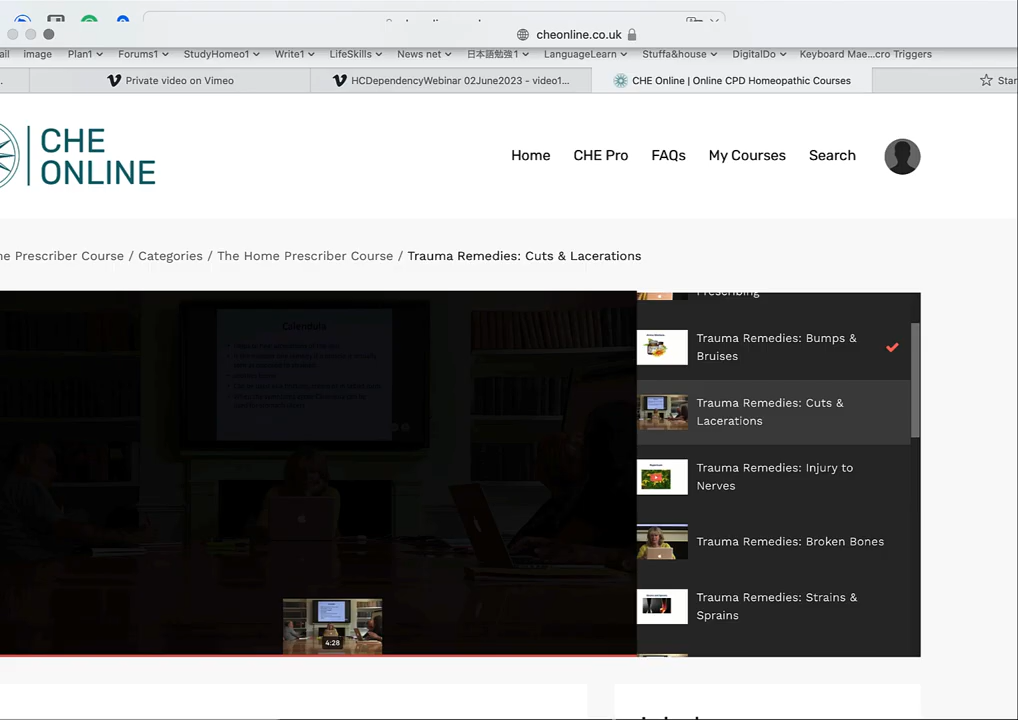 cheonline.co.uk
ail image Plan1 Forums1 StudyHomeo1 Write1 LifeSkills News net 日本語勉強1 LanguageLearn Stuffa&house DigitalDo Keyboard Mae...cro Triggers
Private video on Vimeo HCDependencyWebinar 02June2023 - video1... CHE Online | Online CPD Homeopathic Courses Star
CHE
ONLINE
Home CHE Pro FAQs My Courses Search
ne Prescriber Course / Categories / The Home Prescriber Course / Trauma Remedies: Cuts & Lacerations
Calendula
Prescribing
Trauma Remedies: Bumps &
Bruises
Trauma Remedies: Cuts &
Lacerations
Trauma Remedies: Injury to
Nerves
Trauma Remedies: Broken Bones
Trauma Remedies: Strains &
Sprains
4:28